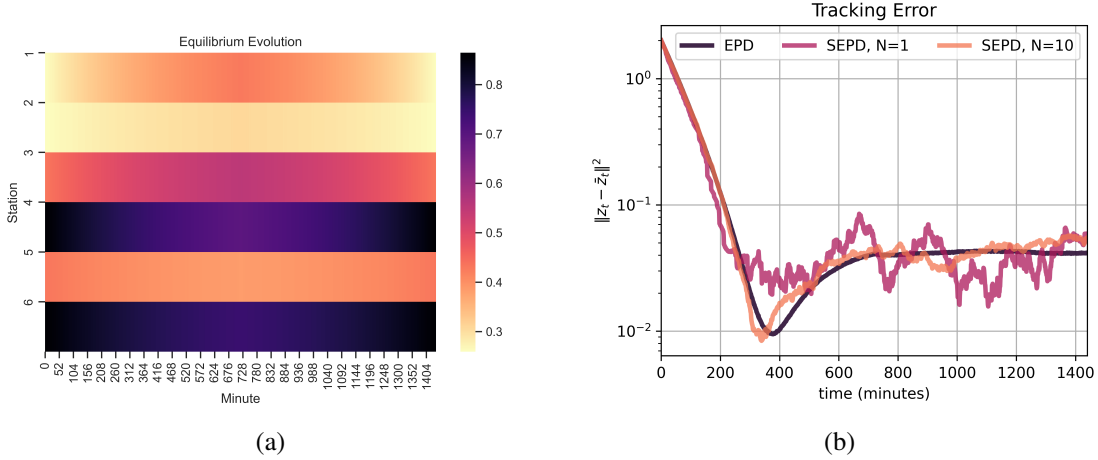 Equilibrium Evolution
Station
1
2
3
4
5
6
0 52 104 156 208 260 312 364 416 468 520 572 624 676 728 780 832 884 936 988 1040 1092 1144 1196 1248 1300 1352 1404
Minute
0.8
0.7
0.6
0.5
0.4
0.3
(a)
Tracking Error
EPD SEPD, N=1 SEPD, N=10
‖z_t − z̄_t‖²
10⁰
10⁻¹
10⁻²
0 200 400 600 800 1000 1200 1400
time (minutes)
(b)